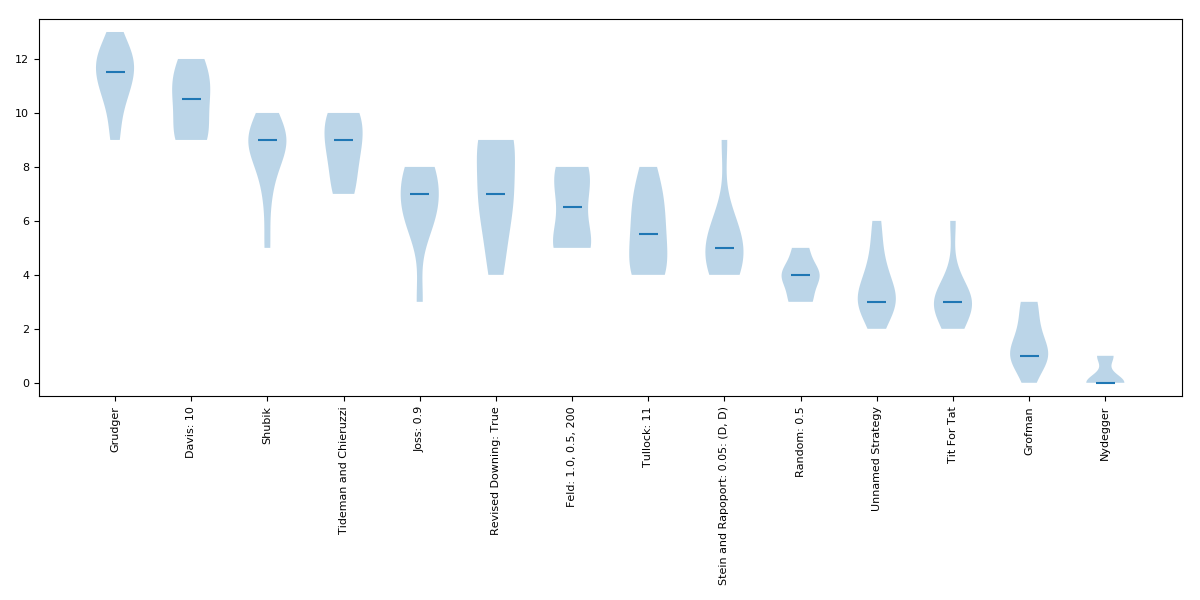 12
10
8
6
4
2
0
Grudger
Davis: 10
Shubik
Tideman and Chieruzzi
Joss: 0.9
Revised Downing: True
Feld: 1.0, 0.5, 200
Tullock: 11
Stein and Rapoport: 0.05: (D, D)
Random: 0.5
Unnamed Strategy
Tit For Tat
Grofman
Nydegger